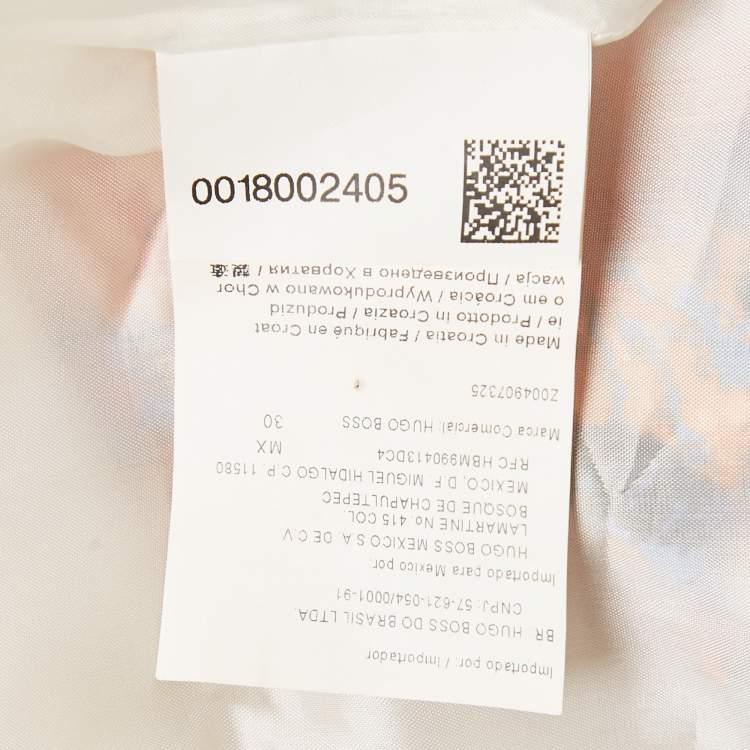 0018002405
Importado por: / importador
BR HUGO BOSS DO BRASIL LTDA.
CNPJ: 57-621-054/0001-91
Importado para Mexico por:
HUGO BOSS MEXICO S.A. DE C.V
LAMARTINE No. 415 COL.
BOSQUE DE CHAPULTEPEC
MEXICO, D.F. MIGUEL HIDALGO C.P. 11580
RFC HBM990413DC4 MX
Marca Comercial: HUGO BOSS 30
Z004907325
Made in Croatia / Fabriqué en Croat
ie / Prodotto in Croazia / Produzid
o em Croácia / Wyprodukowano w Chor
wacja / Произведено в Хорватия / 製造